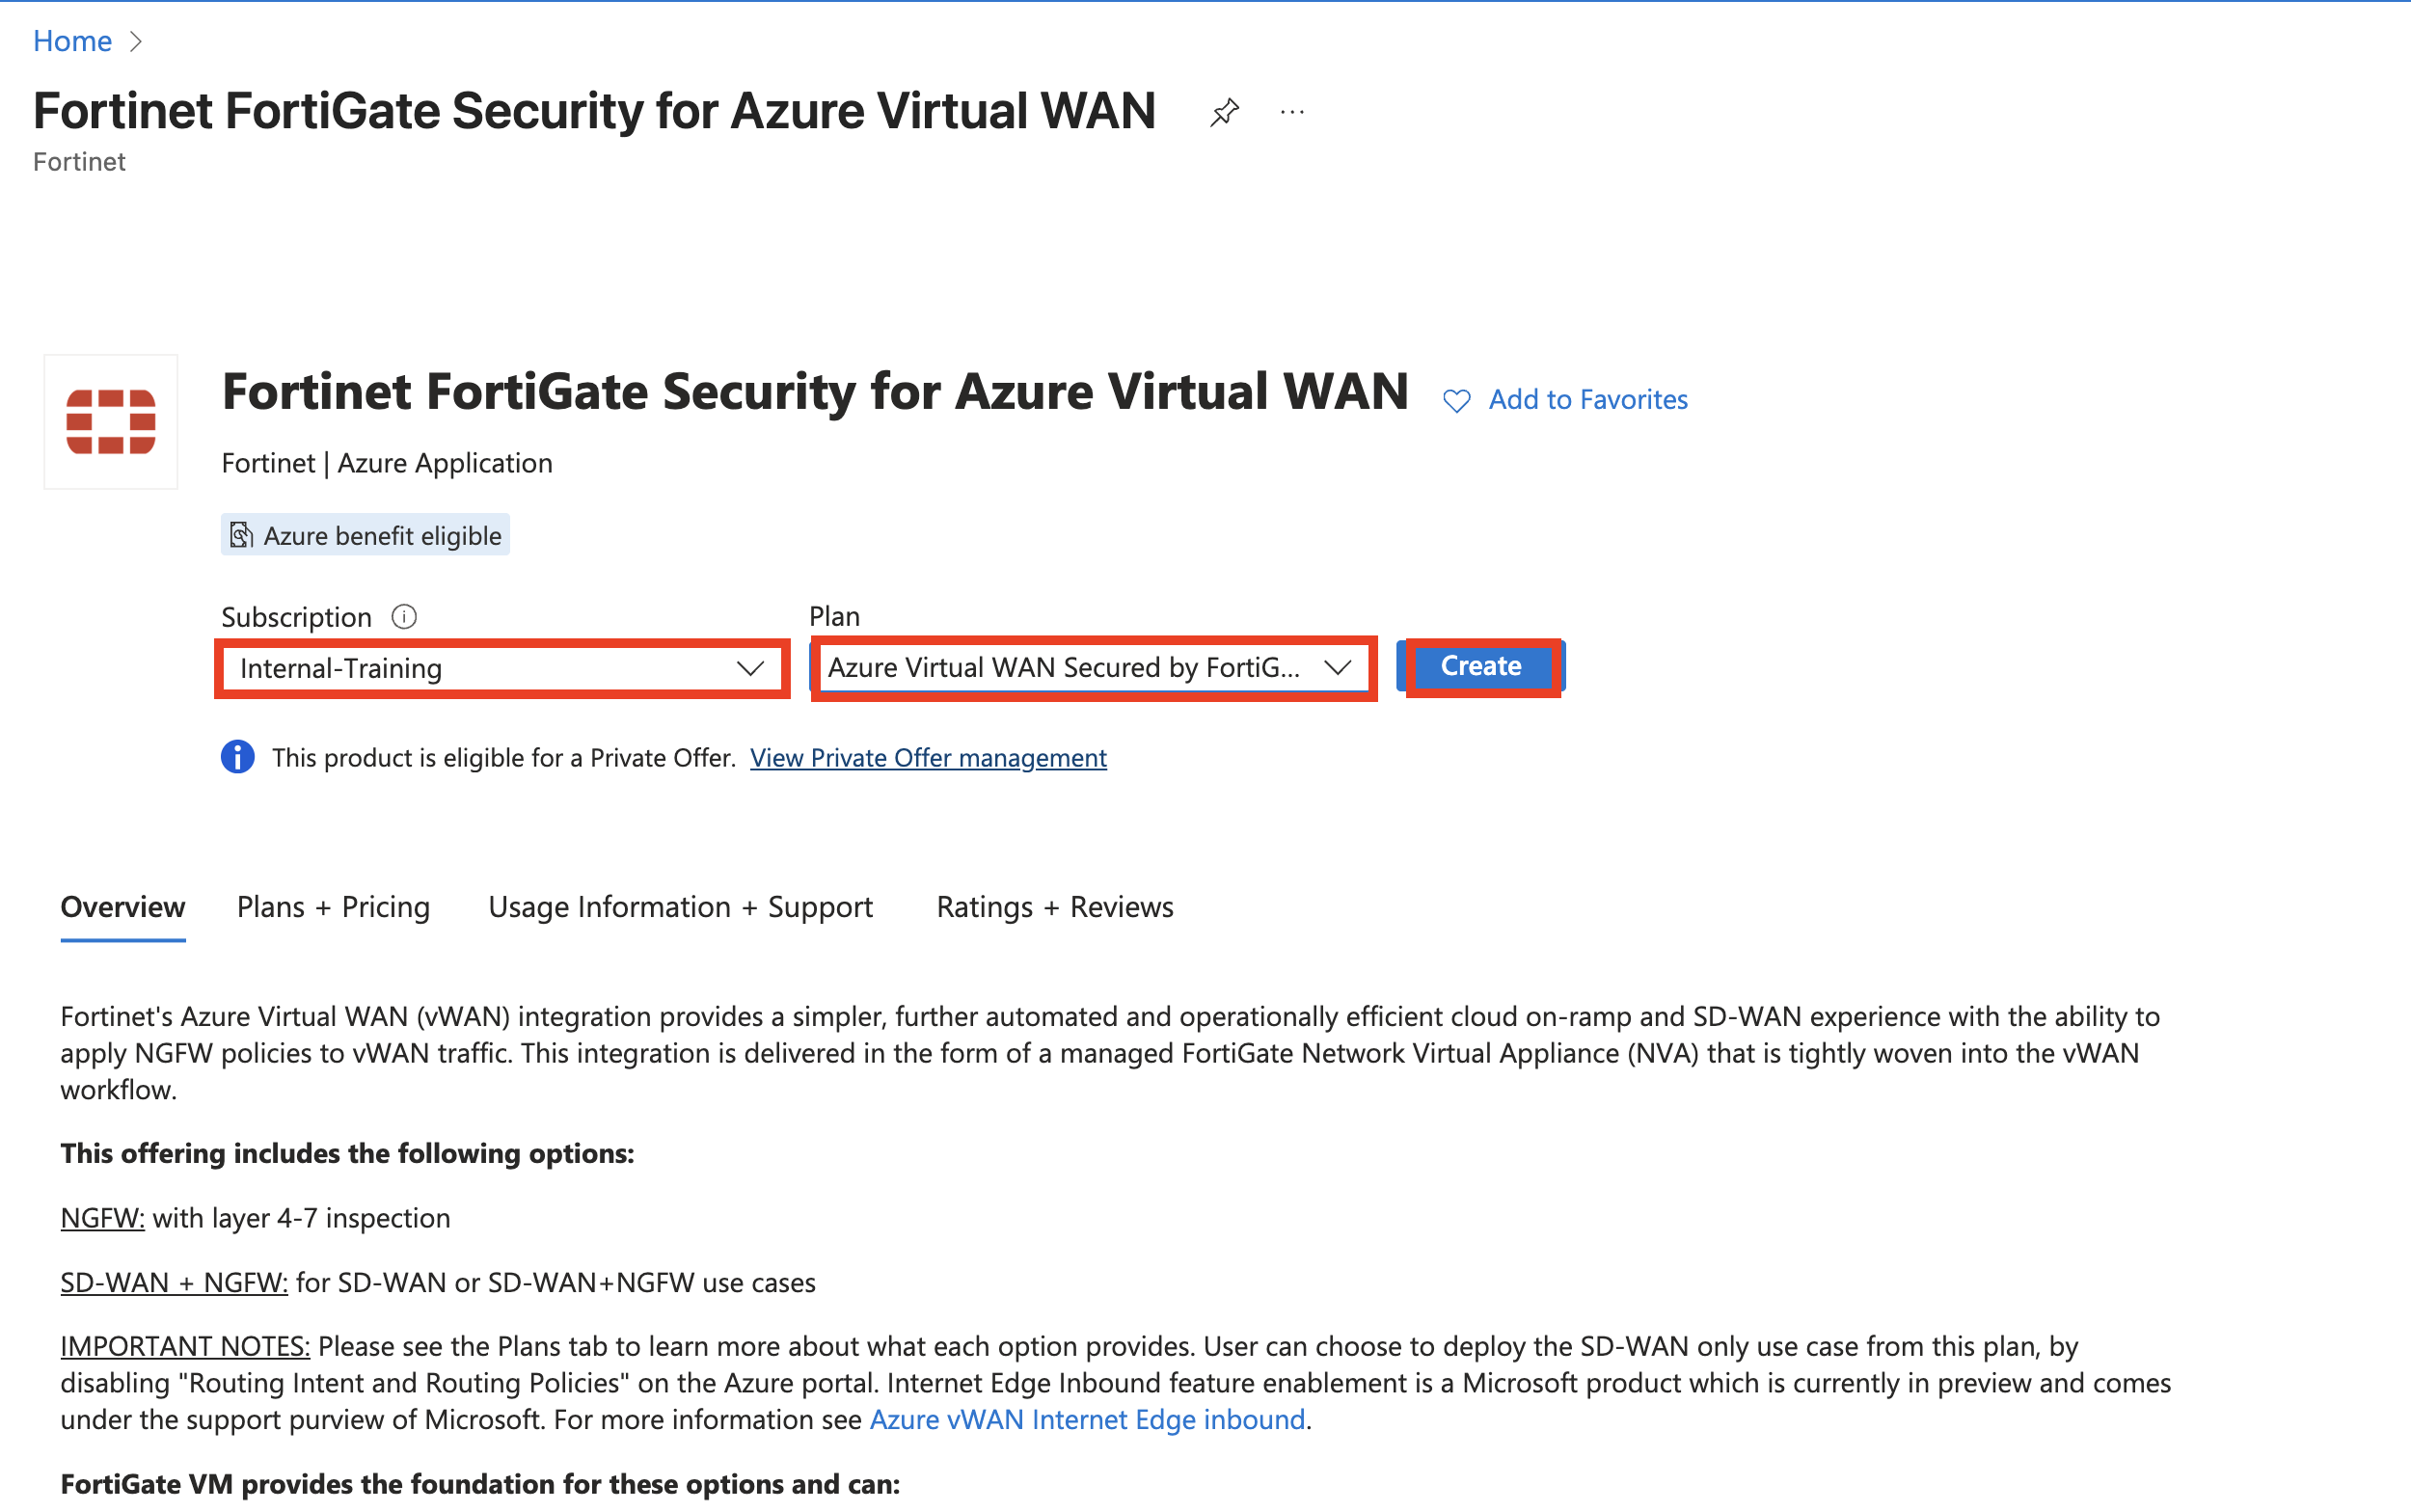 Home
Fortinet FortiGate Security for Azure Virtual WAN
Fortinet
Fortinet FortiGate Security for Azure Virtual WAN
Add to Favorites
Fortinet | Azure Application
Azure benefit eligible
Subscription
Plan
Internal-Training
Azure Virtual WAN Secured by FortiG...
Create
This product is eligible for a Private Offer. View Private Offer management
Overview
Plans + Pricing
Usage Information + Support
Ratings + Reviews
Fortinet's Azure Virtual WAN (vWAN) integration provides a simpler, further automated and operationally efficient cloud on-ramp and SD-WAN experience with the ability to
apply NGFW policies to vWAN traffic. This integration is delivered in the form of a managed FortiGate Network Virtual Appliance (NVA) that is tightly woven into the vWAN
workflow.
This offering includes the following options:
NGFW: with layer 4-7 inspection
SD-WAN + NGFW: for SD-WAN or SD-WAN+NGFW use cases
IMPORTANT NOTES: Please see the Plans tab to learn more about what each option provides. User can choose to deploy the SD-WAN only use case from this plan, by
disabling "Routing Intent and Routing Policies" on the Azure portal. Internet Edge Inbound feature enablement is a Microsoft product which is currently in preview and comes
under the support purview of Microsoft. For more information see Azure vWAN Internet Edge inbound.
FortiGate VM provides the foundation for these options and can: